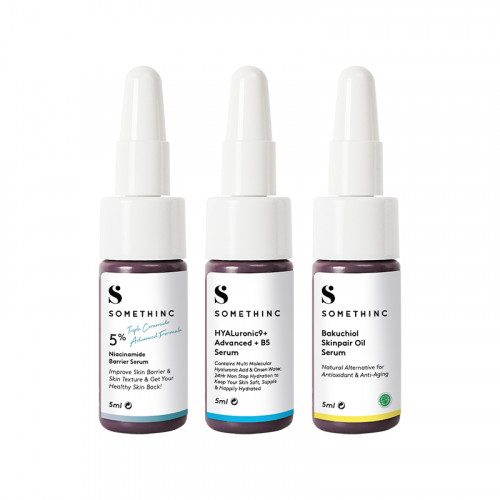 S
SOMETHINC
5%
Triple Ceramide
Advanced Formula
Niacinamide
Barrier Serum
Improve Skin Barrier &
Skin Texture & Get Your
Healthy Skin Back!
5ml
S
SOMETHINC
HYALuronic9+
Advanced + B5
Serum
Contains Multi Molecular
Hyaluronic Acid & Onsen Water,
24hr Non Stop Hydration to
Keep Your Skin Soft, Supple
& Happily Hydrated
5ml
S
SOMETHINC
Bakuchiol
Skinpair Oil
Serum
Natural Alternative for
Antioxidant & Anti-Aging
5ml